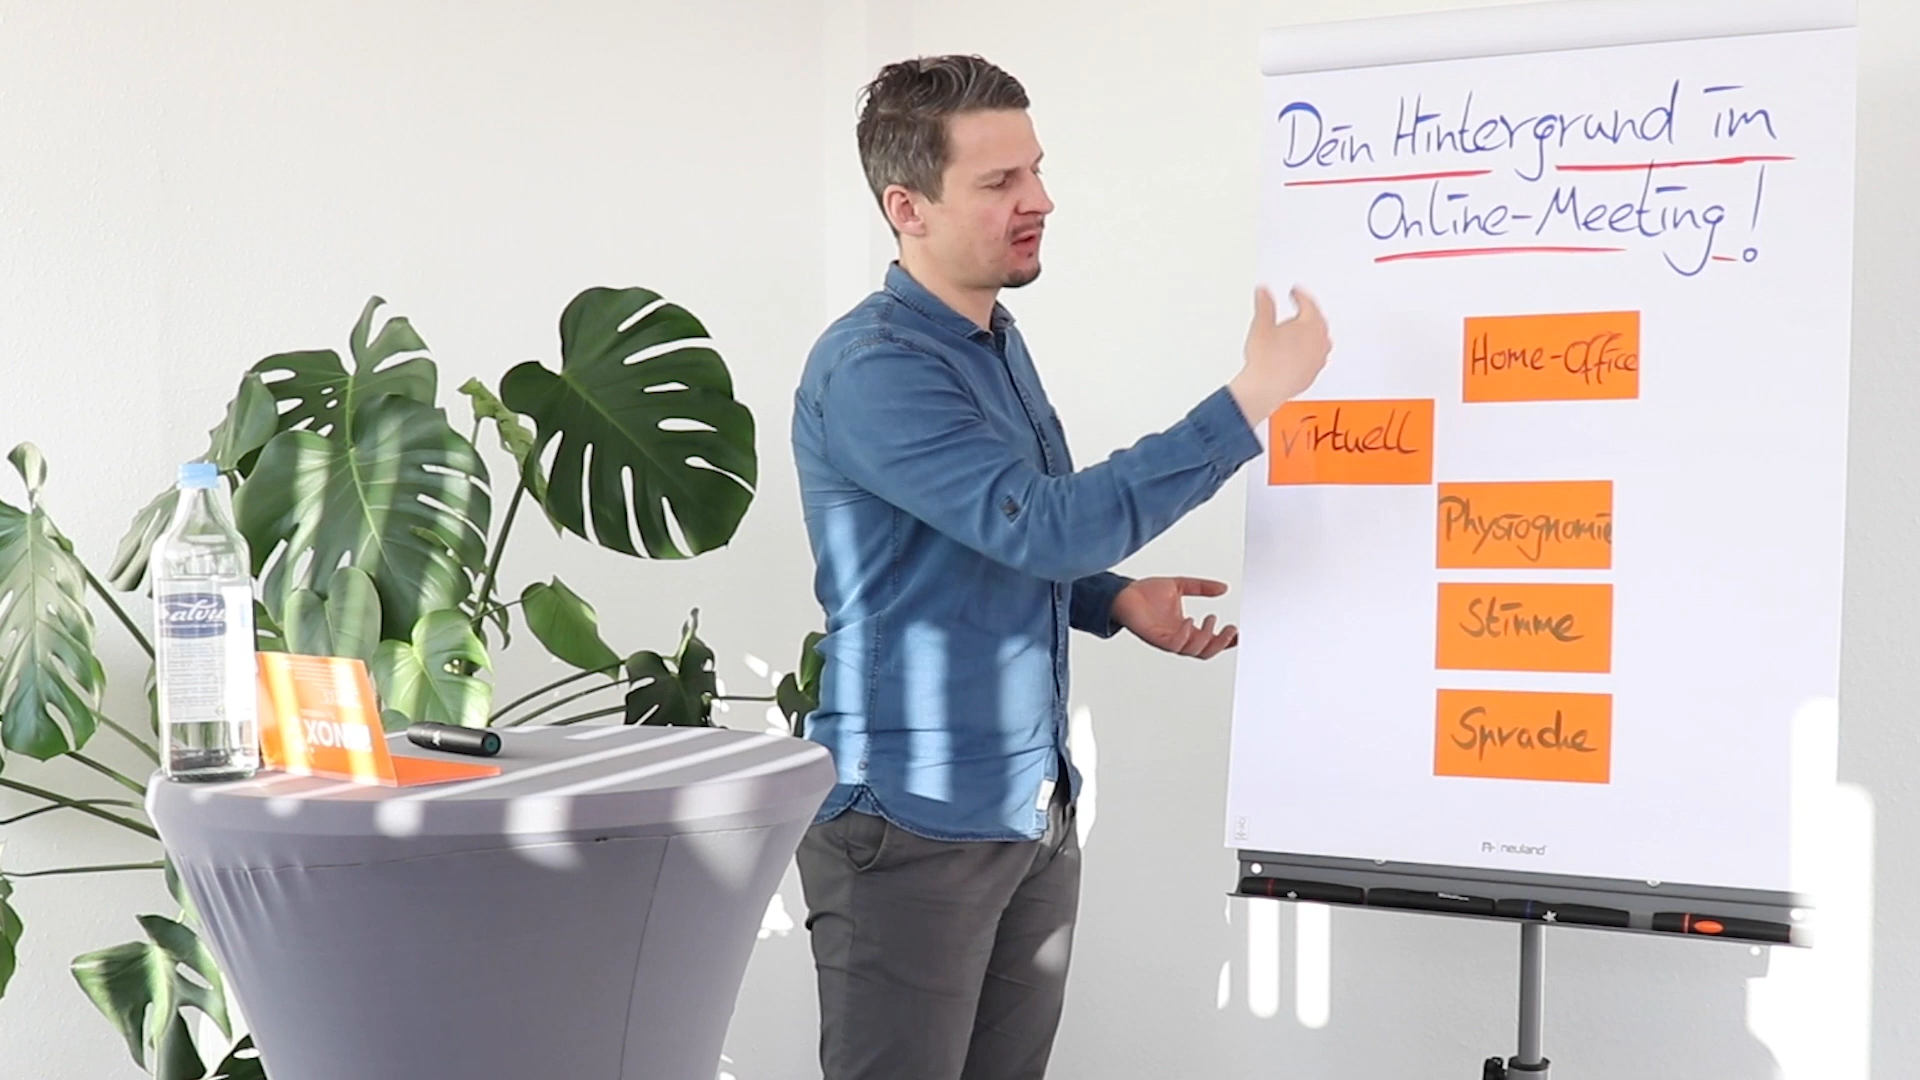 Dein Hintergrund im
Online-Meeting!
Home-Office
Virtuell
Physiognomie
Stimme
Sprache
neuland